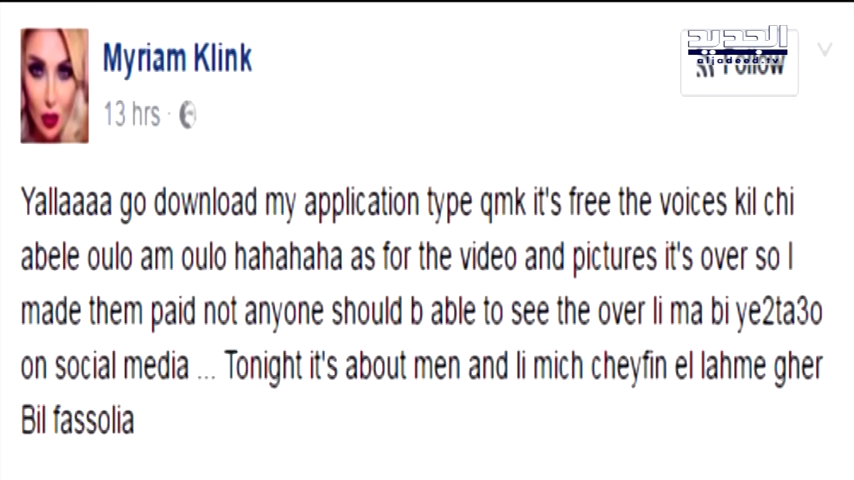 Myriam Klink
13 hrs ·
الجديد
aljadeed.tv
Follow
Yallaaaa go download my application type qmk it's free the voices kil chi
abele oulo am oulo hahahaha as for the video and pictures it's over so I
made them paid not anyone should b able to see the over li ma bi ye2ta3o
on social media ... Tonight it's about men and li mich cheyfin el lahme gher
Bil fassolia